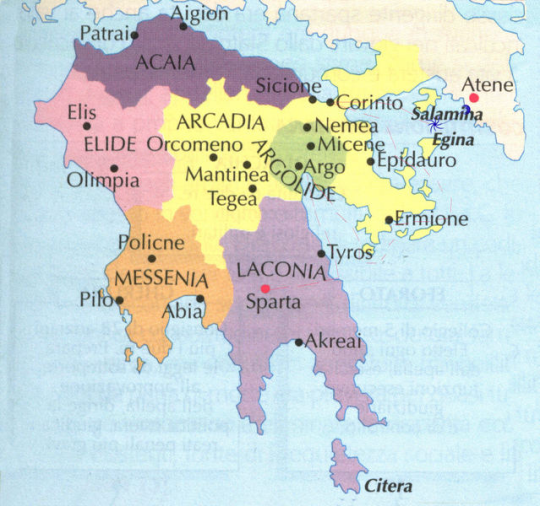 Aigion
Patrai
ACAIA
Sicione
Corinto
Atene
Salamina
Egina
Elis
ELIDE
Orcomeno
ARCADIA
Nemea
Micene
ARGOLIDE
Argo
Epidauro
Mantinea
Olimpia
Tegea
Ermione
Policne
Tyros
MESSENIA
LACONIA
Pilo
Abia
Sparta
Akreai
Citera